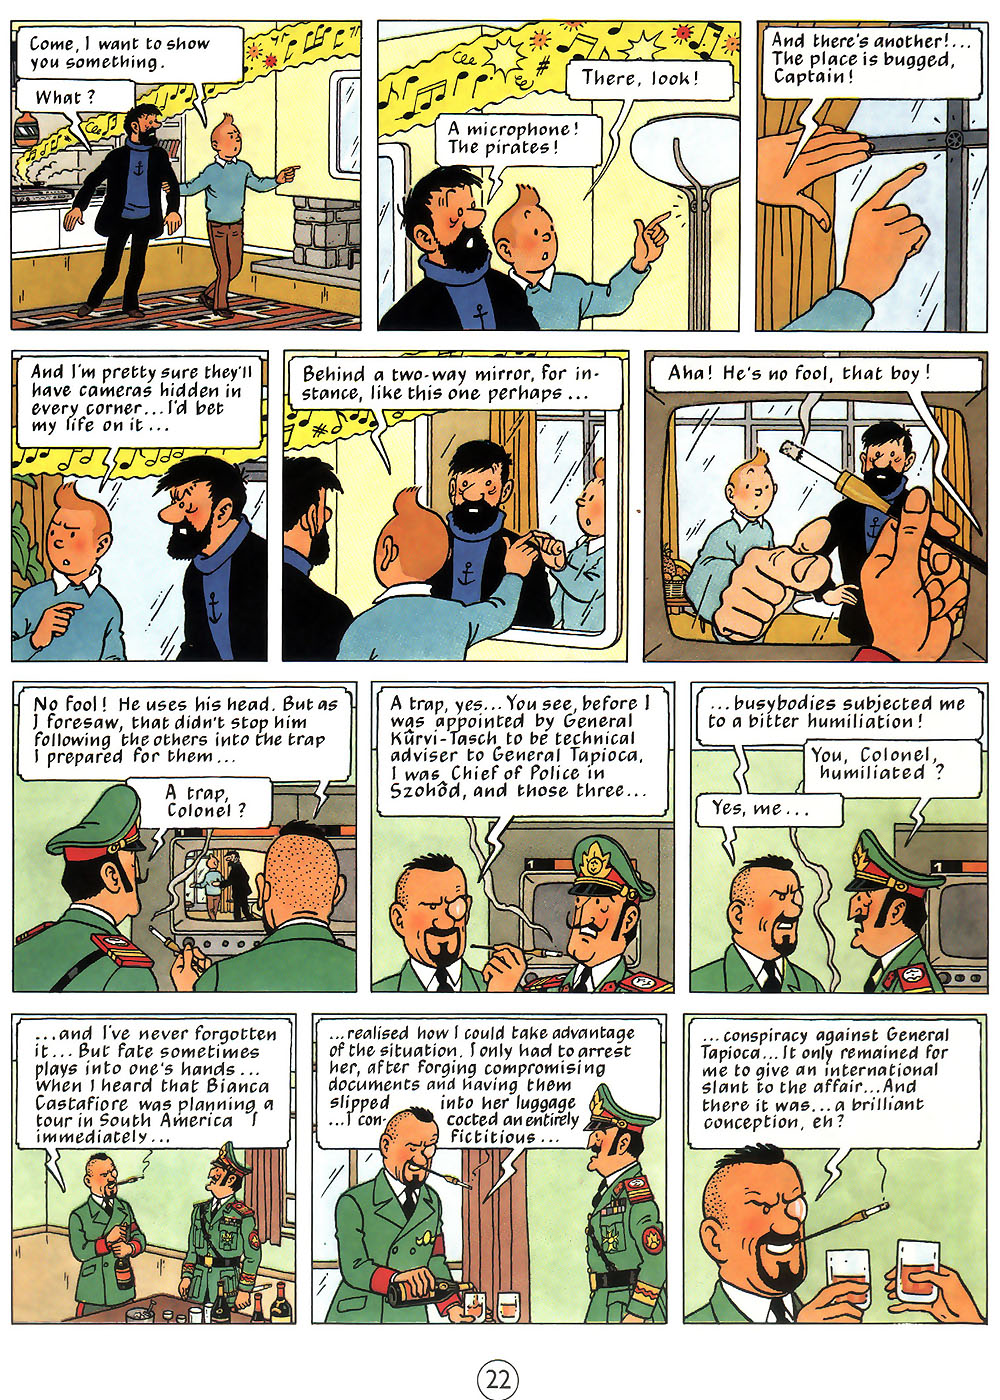 Come, I want to show
you something.
What?
There, look!
A microphone!
The pirates!
#
And there's another!...
The place is bugged,
Captain!
And I'm pretty sure they'll
have cameras hidden in
every corner...I'd bet
my life on it...
Behind a two-way mirror, for in-
stance, like this one perhaps...
#
Aha! He's no fool, that boy!
No fool! He uses his head. But as
I foresaw, that didn't stop him
following the others into the trap
I prepared for them...
A trap,
Colonel?
A trap, yes... You see, before I
was appointed by General
Kûrvi-Tasch to be technical
adviser to General Tapioca,
I was Chief of Police in
Szohôd, and those three...
1
...busybodies subjected me
to a bitter humiliation!
You, Colonel,
humiliated?
Yes, me...
1
...and I've never forgotten
it... But fate sometimes
plays into one's hands...
When I heard that Bianca
Castafiore was planning a
tour in South America I
immediately...
...realised how I could take advantage
of the situation. I only had to arrest
her, after forging compromising
documents and having them
slipped into her luggage
...I con- cocted an entirely
fictitious...
...conspiracy against General
Tapioca... It only remained for
me to give an international
slant to the affair...And
there it was...a brilliant
conception, eh?
22